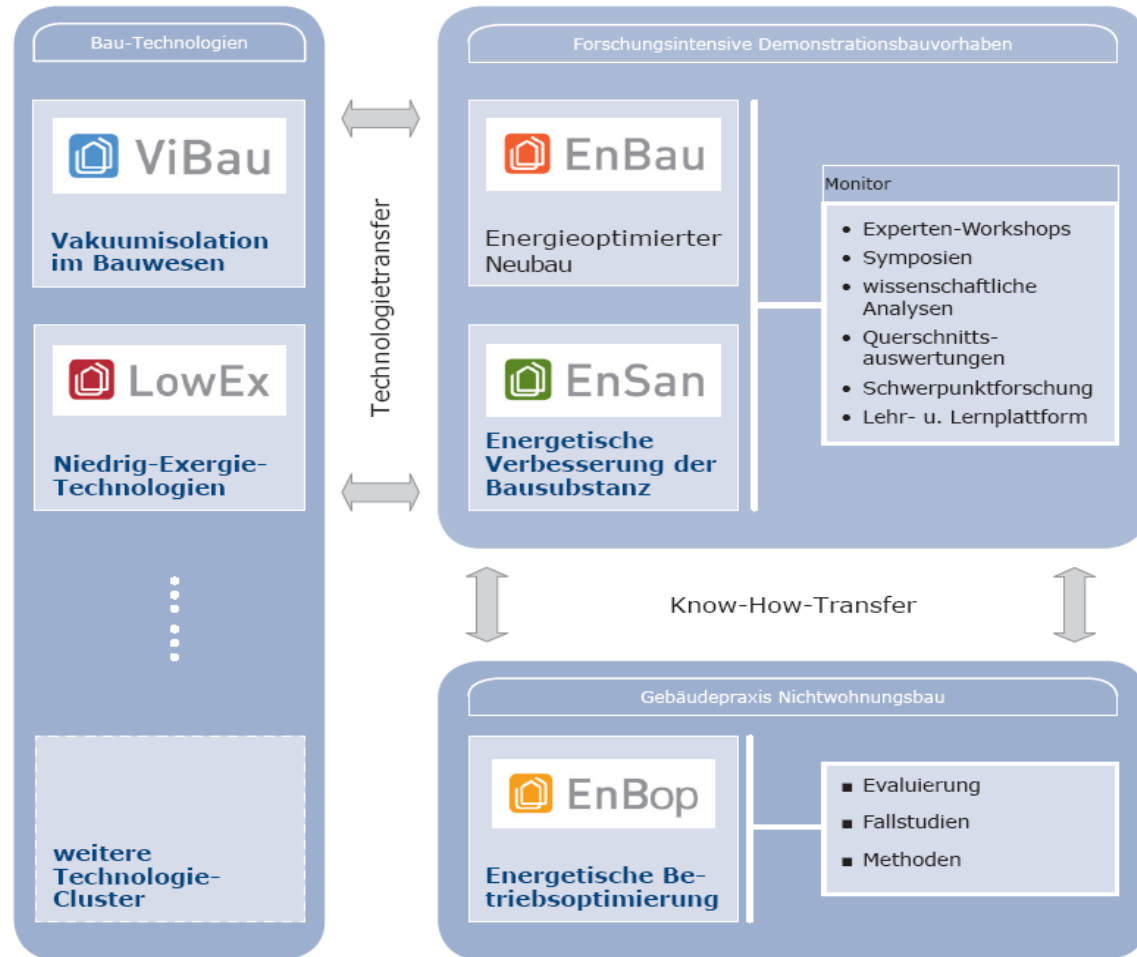 Bau-Technologien
ViBau
Vakuumisolation
im Bauwesen
LowEx
Niedrig-Exergie-
Technologien
weitere
Technologie-
Cluster
Technologietransfer
Forschungsintensive Demonstrationsbauvorhaben
EnBau
Energieoptimierter
Neubau
EnSan
Energetische
Verbesserung der
Bausubstanz
Monitor
• Experten-Workshops
• Symposien
• wissenschaftliche
Analysen
• Querschnitts-
auswertungen
• Schwerpunktforschung
• Lehr- u. Lernplattform
Know-How-Transfer
Gebäudepraxis Nichtwohnungsbau
EnBop
Energetische Be-
triebsoptimierung
▪ Evaluierung
▪ Fallstudien
▪ Methoden